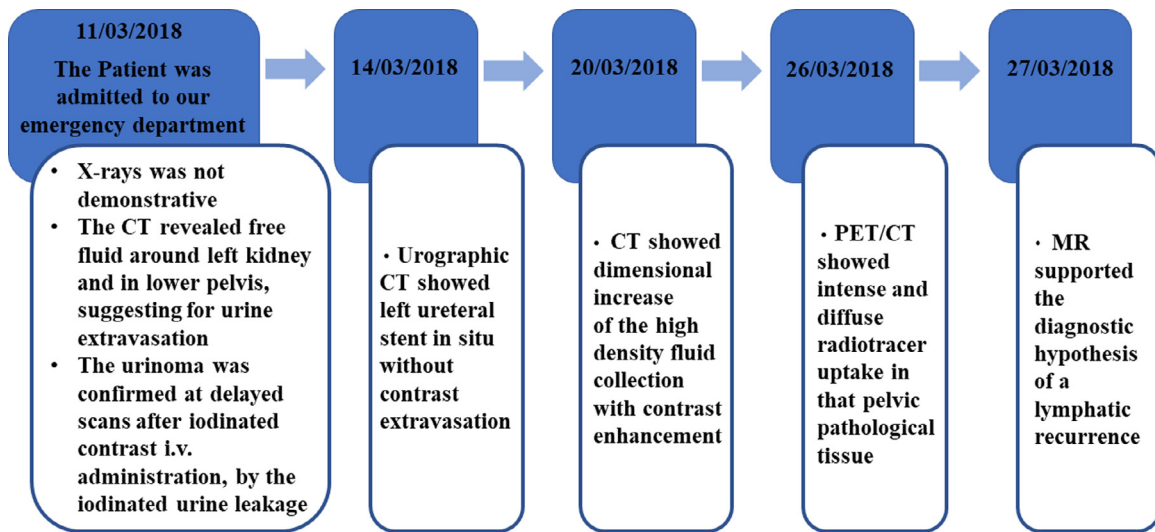 11/03/2018
The Patient was
admitted to our
emergency department
• X-rays was not
demonstrative
• The CT revealed free
fluid around left kidney
and in lower pelvis,
suggesting for urine
extravasation
• The urinoma was
confirmed at delayed
scans after iodinated
contrast i.v.
administration, by the
iodinated urine leakage
14/03/2018
· Urographic
CT showed
left ureteral
stent in situ
without
contrast
extravasation
20/03/2018
· CT showed
dimensional
increase
of the high
density fluid
collection
with contrast
enhancement
26/03/2018
· PET/CT
showed
intense and
diffuse
radiotracer
uptake in
that pelvic
pathological
tissue
27/03/2018
· MR
supported
the
diagnostic
hypothesis
of a
lymphatic
recurrence